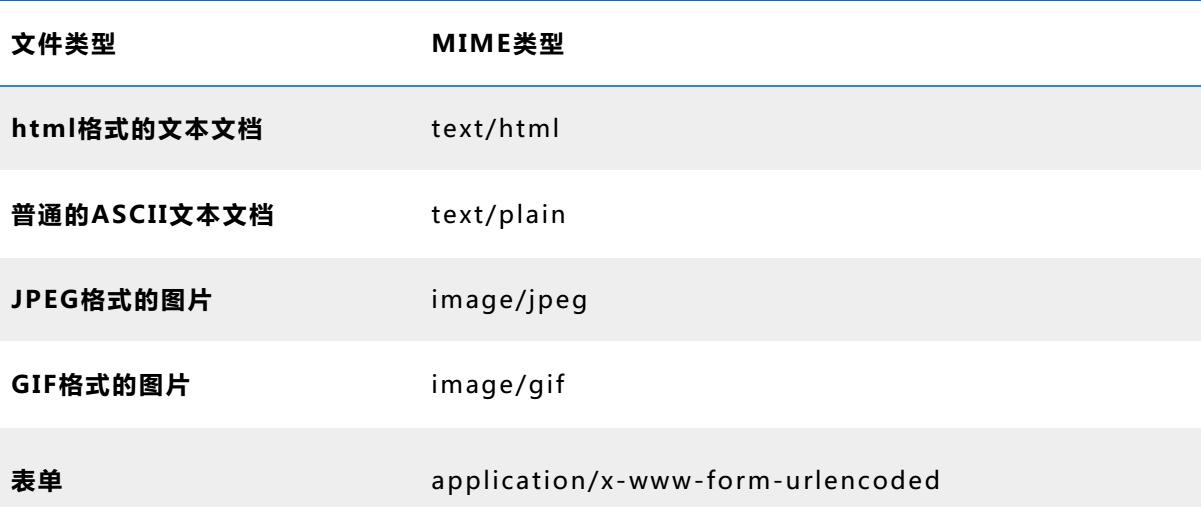 文件类型 MIME类型
html格式的文本文档 text/html
普通的ASCII文本文档 text/plain
JPEG格式的图片 image/jpeg
GIF格式的图片 image/gif
表单 application/x-www-form-urlencoded